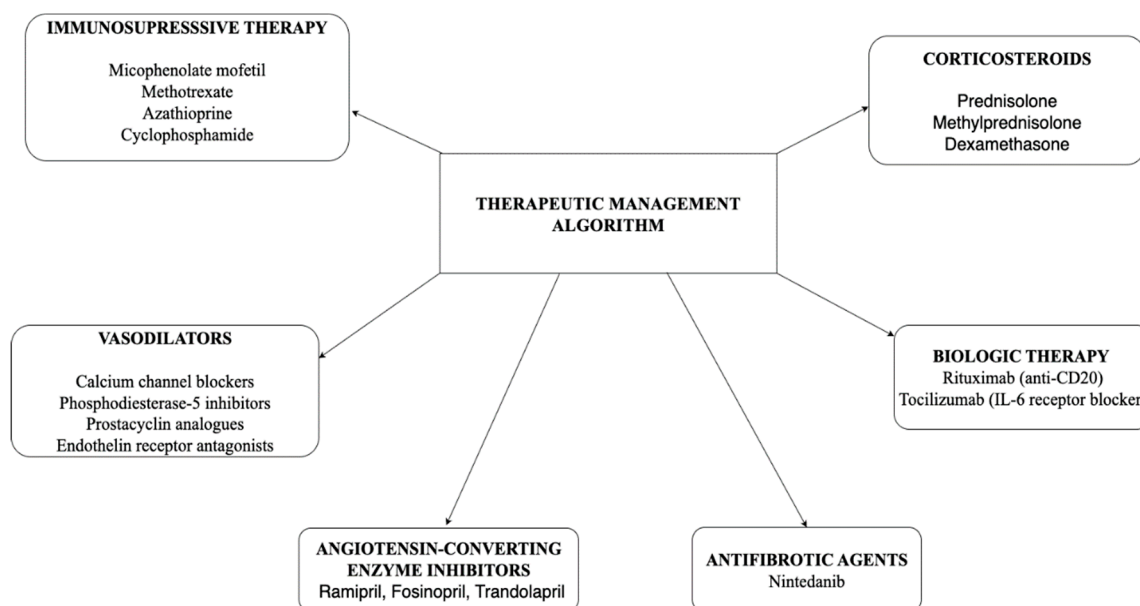 IMMUNOSUPRESSSIVE THERAPY
Micophenolate mofetil
Methotrexate
Azathioprine
Cyclophosphamide
CORTICOSTEROIDS
Prednisolone
Methylprednisolone
Dexamethasone
THERAPEUTIC MANAGEMENT
ALGORITHM
VASODILATORS
Calcium channel blockers
Phosphodiesterase-5 inhibitors
Prostacyclin analogues
Endothelin receptor antagonists
BIOLOGIC THERAPY
Rituximab (anti-CD20)
Tocilizumab (IL-6 receptor blocker
ANGIOTENSIN-CONVERTING
ENZYME INHIBITORS
Ramipril, Fosinopril, Trandolapril
ANTIFIBROTIC AGENTS
Nintedanib